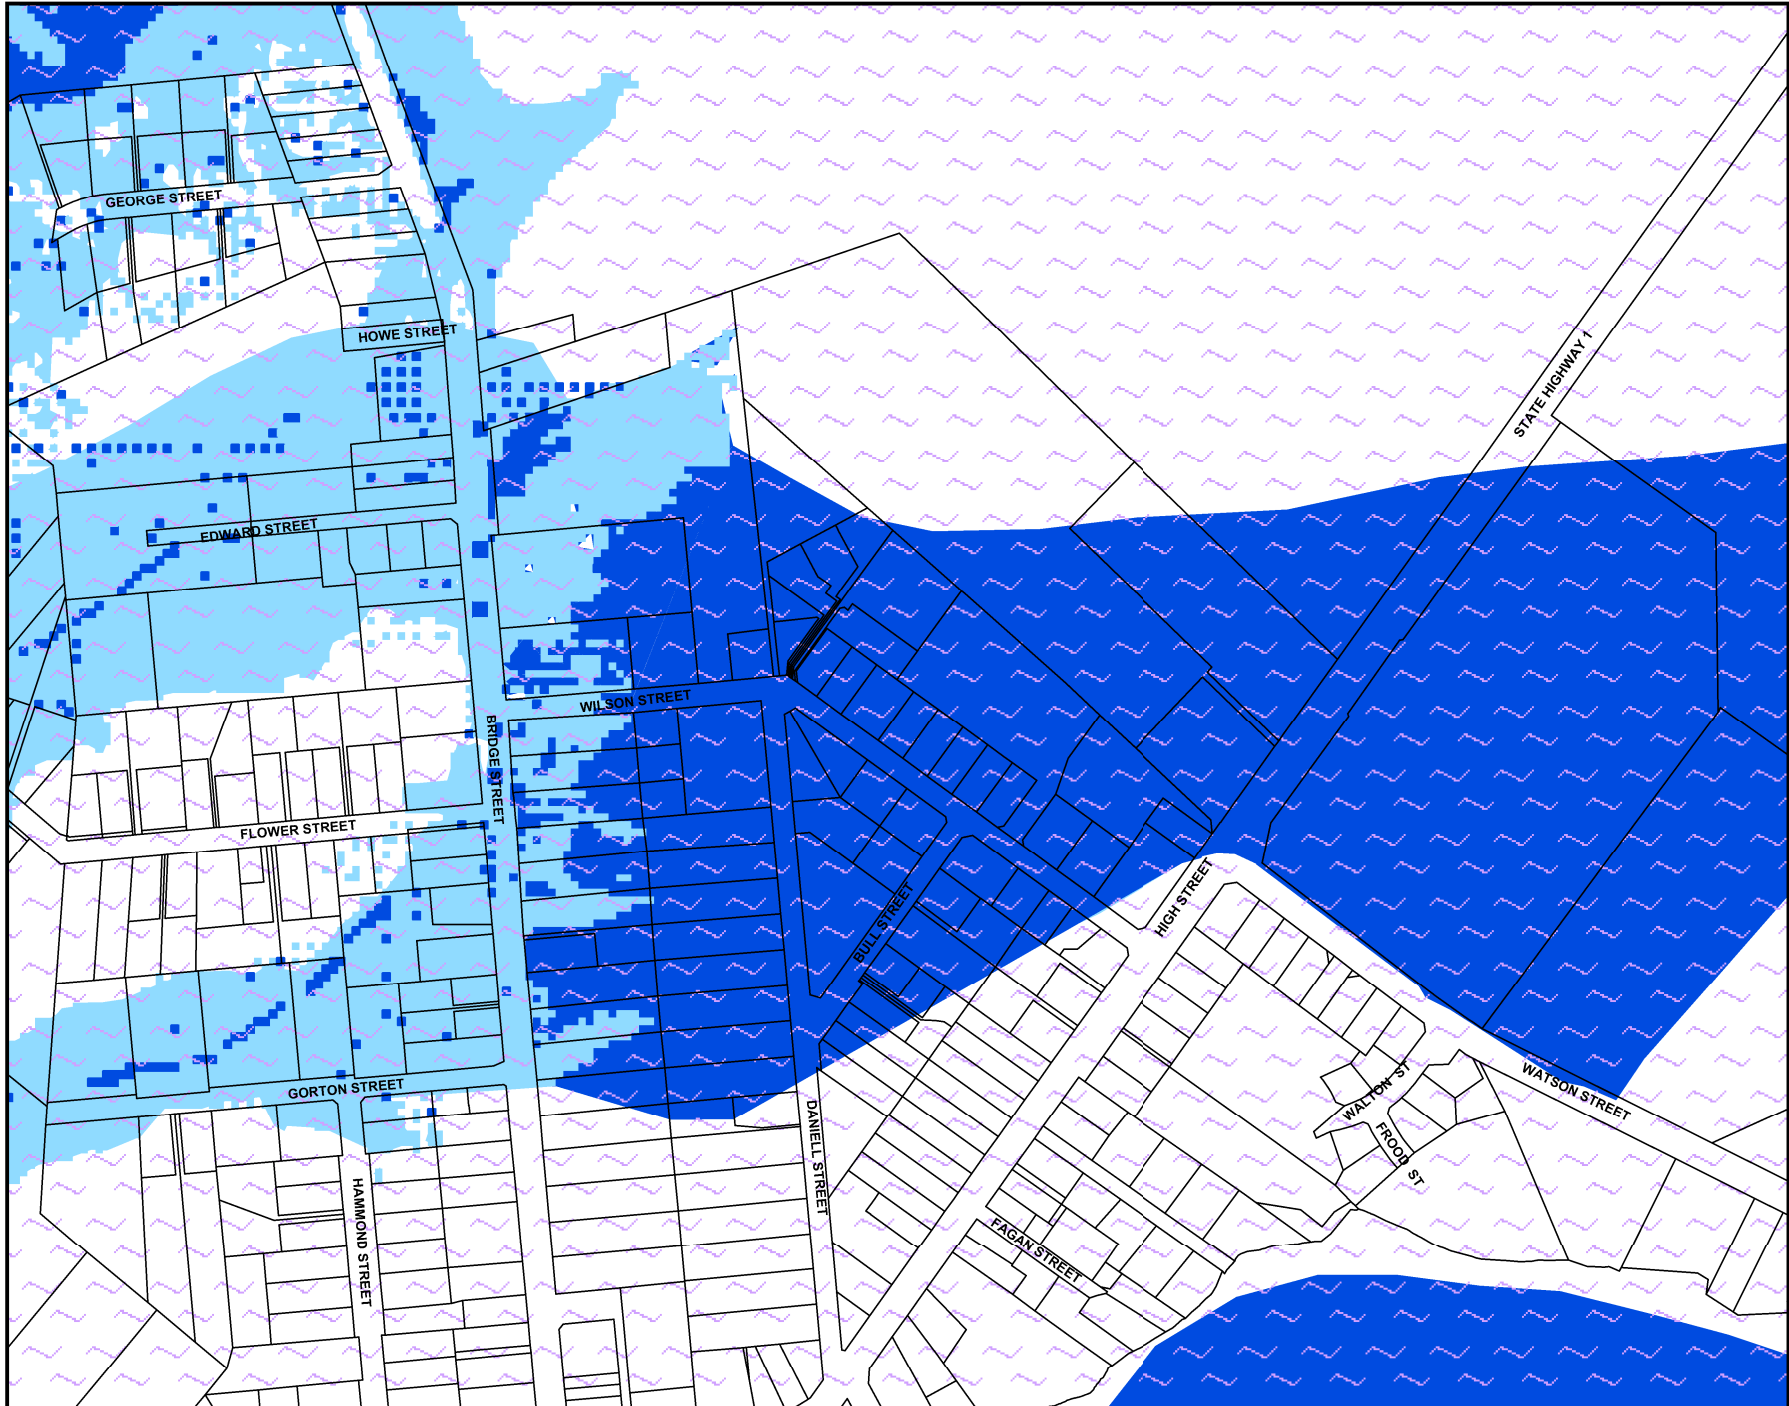 GEORGE STREET
HOWE STREET
STATE HIGHWAY 1
EDWARD STREET
WILSON STREET
BRIDGE STREET
FLOWER STREET
BULL STREET
HIGH STREET
GORTON STREET
WALTON ST
WATSON STREET
DANIELL STREET
FROOD ST
HAMMOND STREET
FAGAN STREET